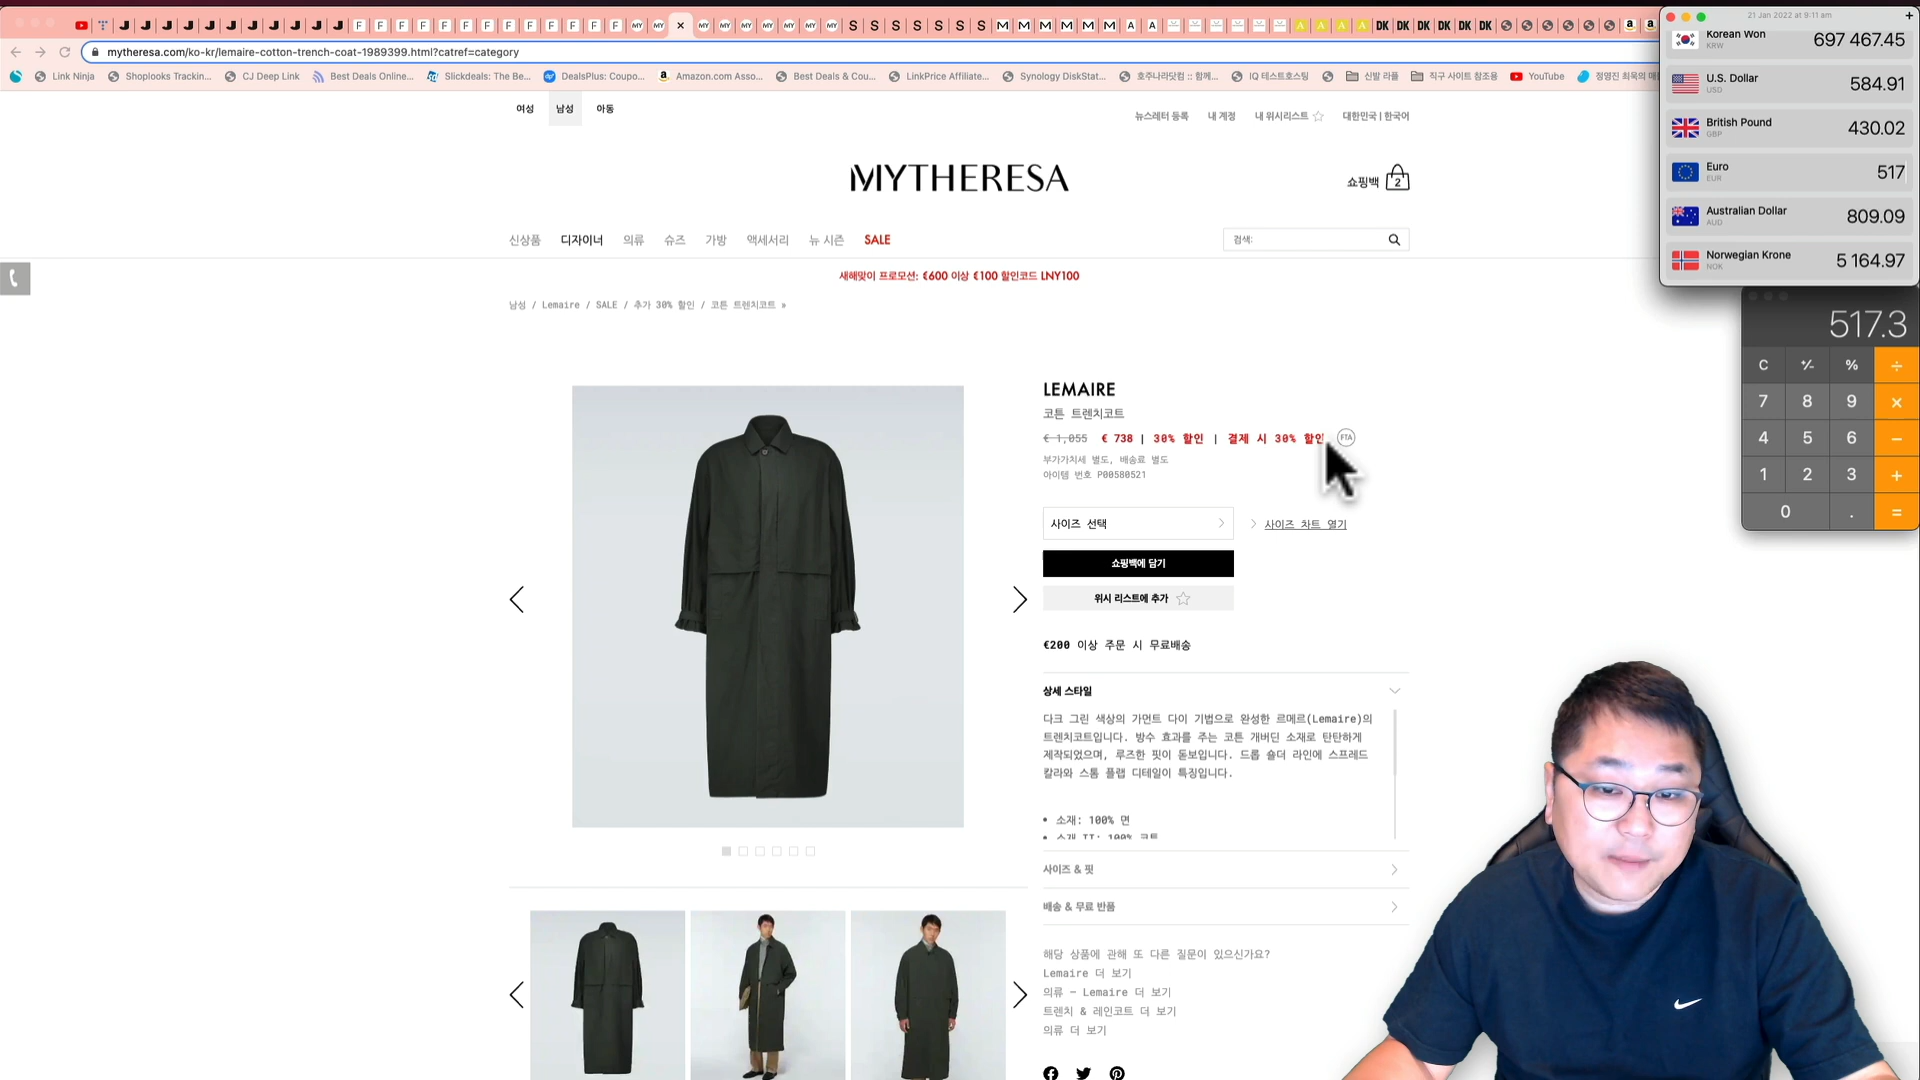 mytheresa.com/ko-kr/lemaire-cotton-trench-coat-1989399.html?catref=category
Link Ninja
Shoplooks Trackin...
CJ Deep Link
Best Deals Online...
Slickdeals: The Be...
DealsPlus: Coupo...
Amazon.com Asso...
Best Deals & Cou...
LinkPrice Affiliate...
Synology DiskStat...
호주나라닷컴 :: 함께...
IQ 테스트호스팅
신발 라플
직구 사이트 참조용
YouTube
여성
남성
아동
뉴스레터 등록
내 계정
내 위시리스트
대한민국 | 한국어
MYTHERESA
쇼핑백
2
신상품
디자이너
의류
슈즈
가방
액세서리
뉴 시즌
SALE
검색:
새해맞이 프로모션: €600 이상 €100 할인코드 LNY100
남성 / Lemaire / SALE / 추가 30% 할인 / 코튼 트렌치코트 »
LEMAIRE
코튼 트렌치코트
€ 1,055 € 738 | 30% 할인 | 결제 시 30% 할인
FTA
부가가치세 별도, 배송료 별도
아이템 번호 P00580521
사이즈 선택
사이즈 차트 열기
쇼핑백에 담기
위시 리스트에 추가
€200 이상 주문 시 무료배송
상세 스타일
다크 그린 색상의 가먼트 다이 기법으로 완성한 르메르(Lemaire)의
트렌치코트입니다. 방수 효과를 주는 코튼 개버딘 소재로 탄탄하게
제작되었으며, 루즈한 핏이 돋보입니다. 드롭 숄더 라인에 스프레드
칼라와 스톰 플랩 디테일이 특징입니다.
• 소재: 100% 면
• 소재 II: 100% 코튼
사이즈 & 핏
배송 & 무료 반품
해당 상품에 관해 또 다른 질문이 있으신가요?
Lemaire 더 보기
의류 – Lemaire 더 보기
트렌치 & 레인코트 더 보기
의류 더 보기
21 Jan 2022 at 9:11 am
Korean Won
KRW
697 467.45
U.S. Dollar
USD
584.91
British Pound
GBP
430.02
Euro
EUR
517
Australian Dollar
AUD
809.09
Norwegian Krone
NOK
5 164.97
517.3
C +/- % ÷
7 8 9 ×
4 5 6 −
1 2 3 +
0 . =